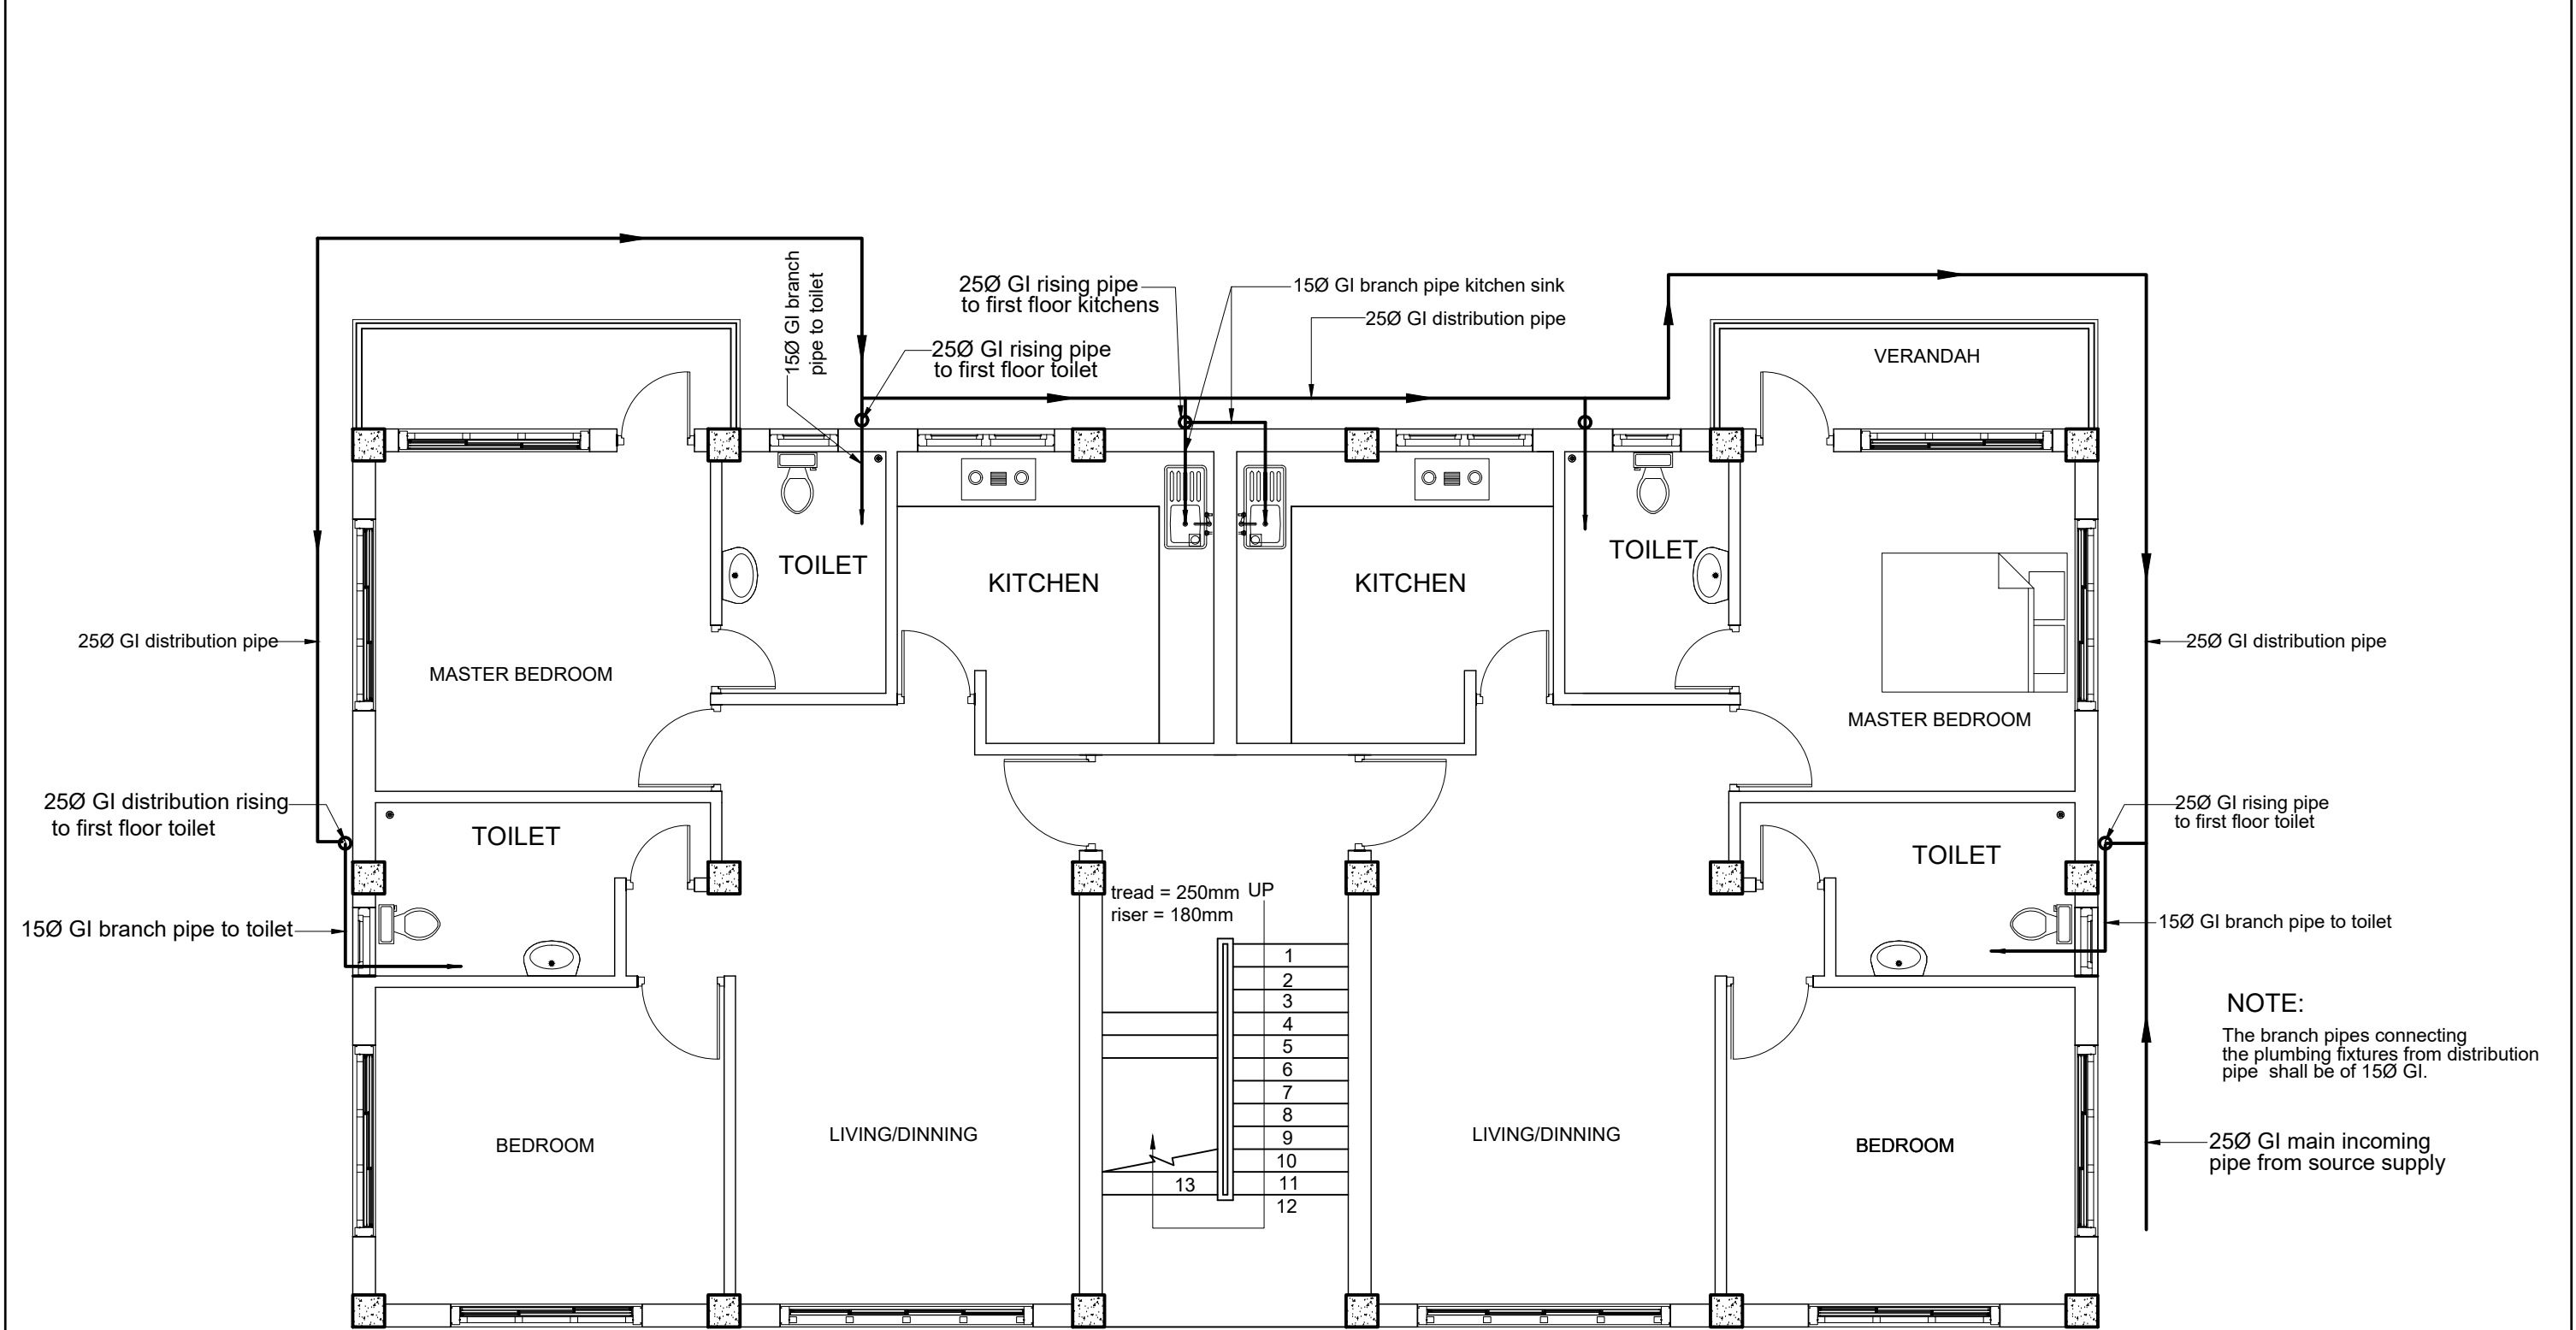 15Ø GI branch
pipe to toilet
25Ø GI rising pipe
to first floor kitchens
15Ø GI branch pipe kitchen sink
25Ø GI distribution pipe
25Ø GI rising pipe
to first floor toilet
VERANDAH
TOILET
KITCHEN
KITCHEN
TOILET
25Ø GI distribution pipe
MASTER BEDROOM
25Ø GI distribution pipe
MASTER BEDROOM
25Ø GI distribution rising
to first floor toilet
TOILET
25Ø GI rising pipe
to first floor toilet
TOILET
tread = 250mm
riser = 180mm
UP
15Ø GI branch pipe to toilet
15Ø GI branch pipe to toilet
1
2
3
4
5
6
7
8
9
10
11
12
13
NOTE:
The branch pipes connecting
the plumbing fixtures from distribution
pipe shall be of 15Ø GI.
BEDROOM
LIVING/DINNING
LIVING/DINNING
BEDROOM
25Ø GI main incoming
pipe from source supply